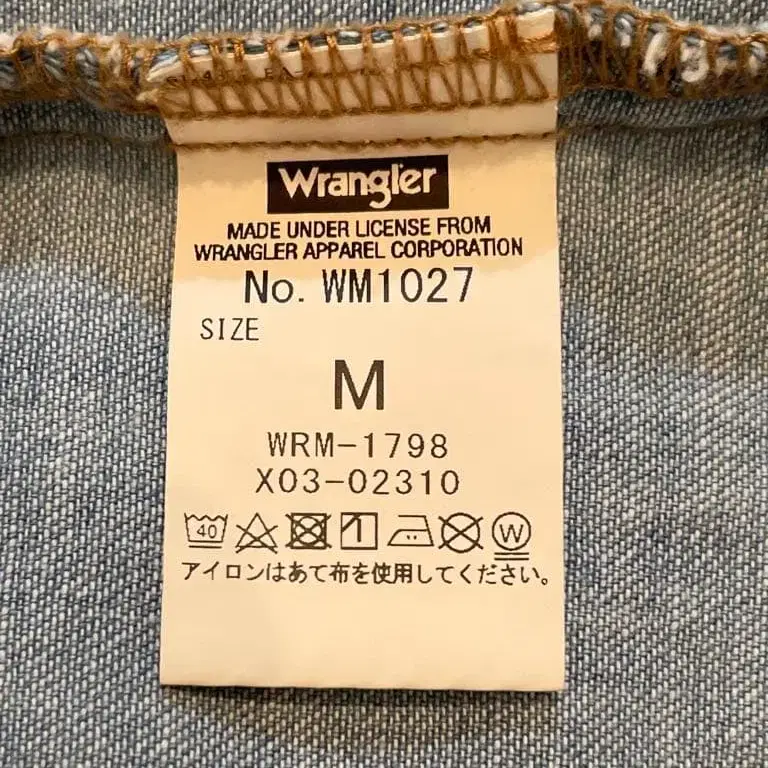 Wrangler
MADE UNDER LICENSE FROM
WRANGLER APPAREL CORPORATION
No. WM1027
SIZE
M
WRM-1798
X03-02310
40 W
アイロンはあて布を使用してください。